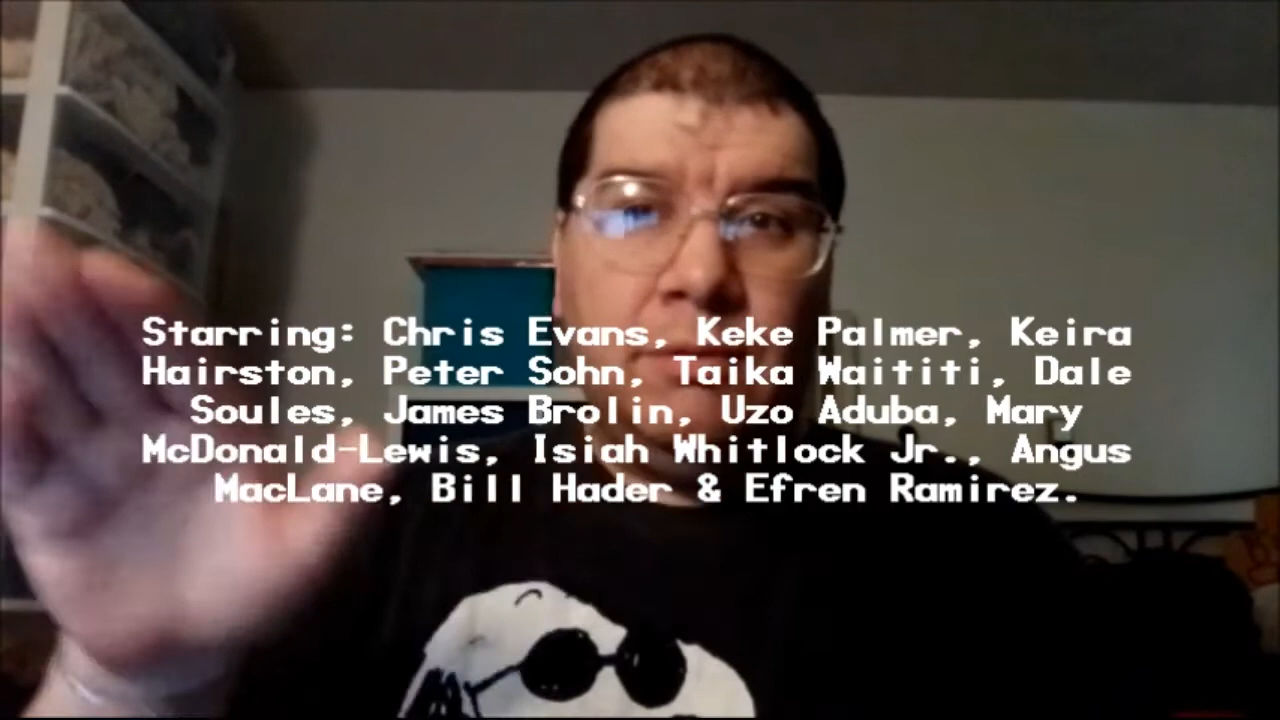 Starring: Chris Evans, Keke Palmer, Keira
Hairston, Peter Sohn, Taika Waititi, Dale
Soules, James Brolin, Uzo Aduba, Mary
McDonald-Lewis, Isiah Whitlock Jr., Angus
MacLane, Bill Hader & Efren Ramirez.